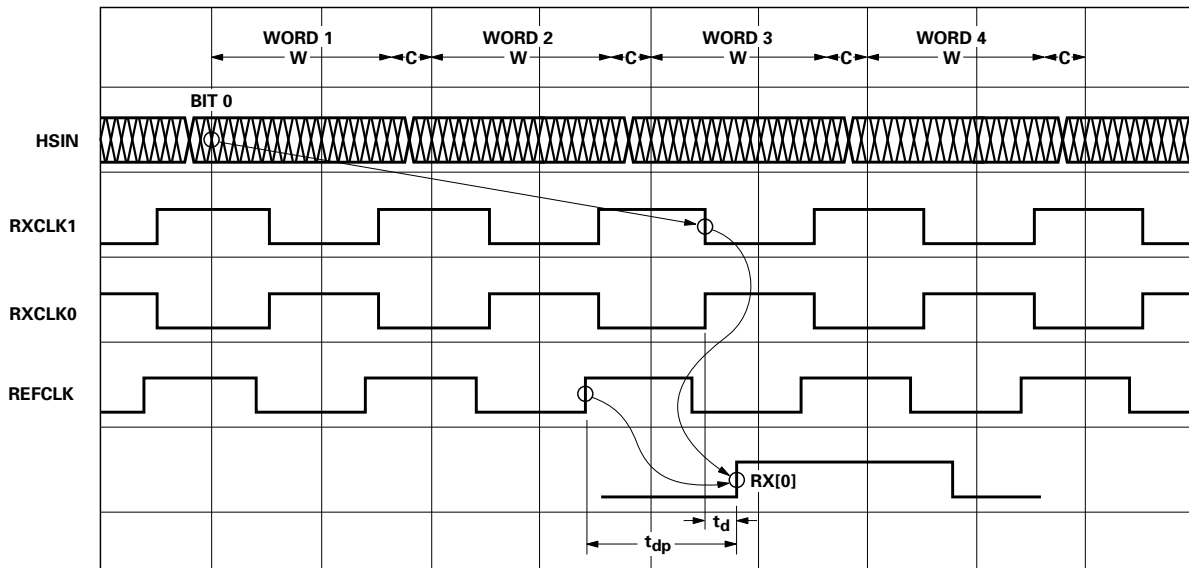 WORD 1 WORD 2 WORD 3 WORD 4
W C W C W C W C
BIT 0
HSIN
RXCLK1
RXCLK0
REFCLK
RX[0]
td
tdp